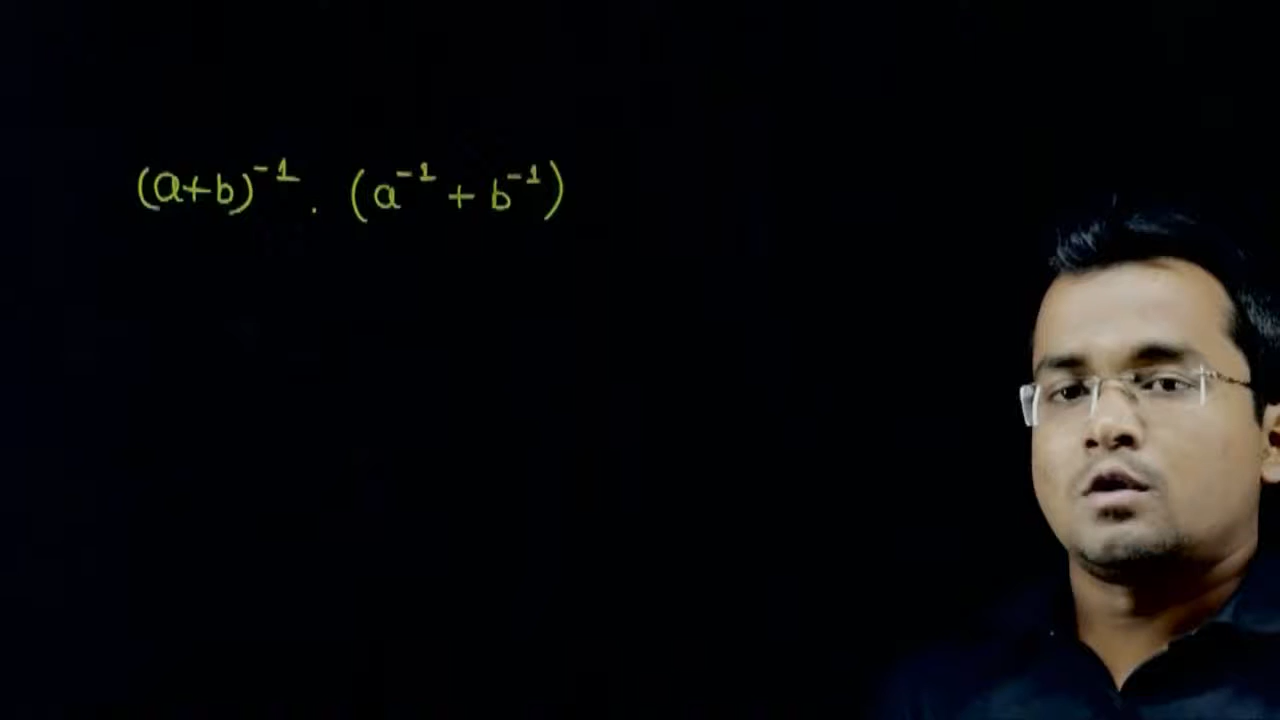 (a+b)⁻¹ . (a⁻¹ + b⁻¹)